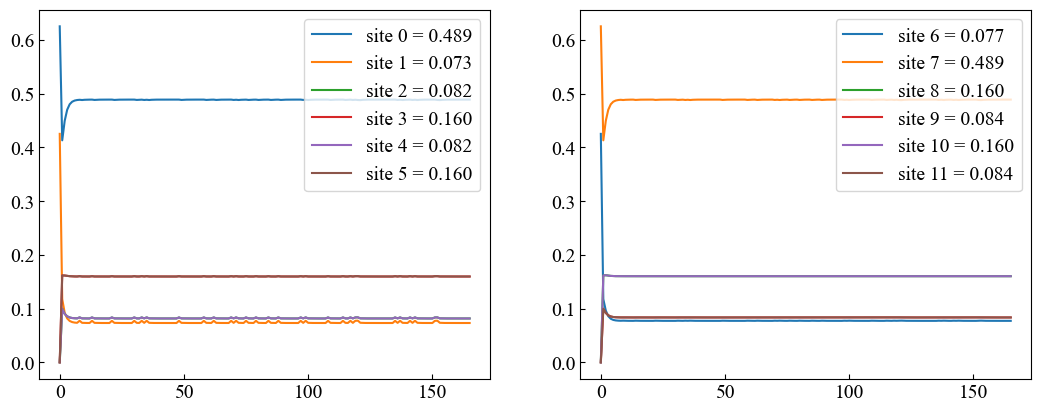 0.6
0.5
0.4
0.3
0.2
0.1
0.0
0
50
100
150
site 0 = 0.489
site 1 = 0.073
site 2 = 0.082
site 3 = 0.160
site 4 = 0.082
site 5 = 0.160
0.6
0.5
0.4
0.3
0.2
0.1
0.0
0
50
100
150
site 6 = 0.077
site 7 = 0.489
site 8 = 0.160
site 9 = 0.084
site 10 = 0.160
site 11 = 0.084